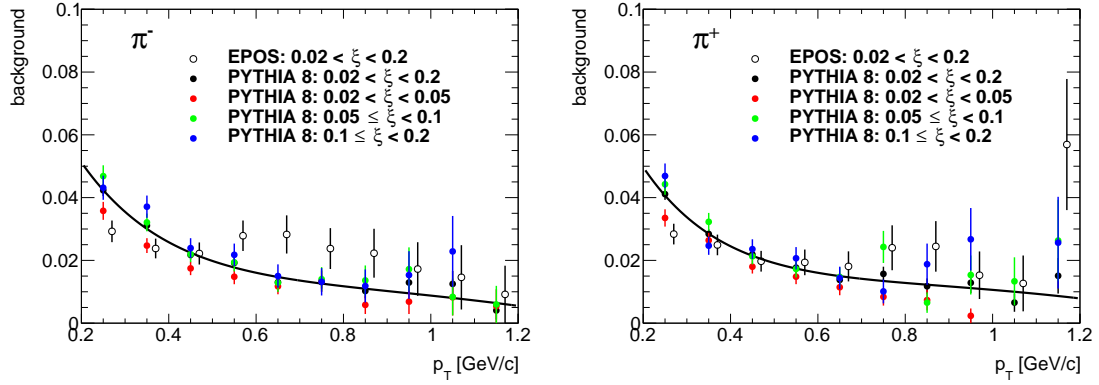 background
0.1
0.08
0.06
0.04
0.02
0
π-
EPOS: 0.02 < ξ < 0.2
PYTHIA 8: 0.02 < ξ < 0.2
PYTHIA 8: 0.02 < ξ < 0.05
PYTHIA 8: 0.05 ≤ ξ < 0.1
PYTHIA 8: 0.1 ≤ ξ < 0.2
0.2 0.4 0.6 0.8 1 1.2
p_T [GeV/c]
background
0.1
0.08
0.06
0.04
0.02
0
π+
EPOS: 0.02 < ξ < 0.2
PYTHIA 8: 0.02 < ξ < 0.2
PYTHIA 8: 0.02 < ξ < 0.05
PYTHIA 8: 0.05 ≤ ξ < 0.1
PYTHIA 8: 0.1 ≤ ξ < 0.2
0.2 0.4 0.6 0.8 1 1.2
p_T [GeV/c]